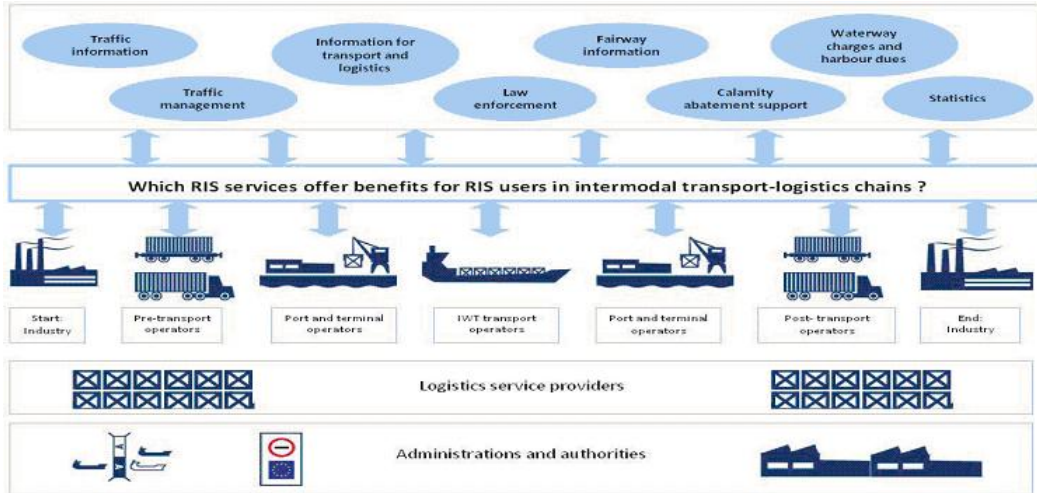 Traffic
information
Information for
transport and
logistics
Fairway
information
Waterway
charges and
harbour dues
Traffic
management
Law
enforcement
Calamity
abatement support
Statistics
Which RIS services offer benefits for RIS users in intermodal transport-logistics chains ?
Start:
Industry
Pre-transport
operators
Port and terminal
operators
IWT transport
operators
Port and terminal
operators
Post- transport
operators
End:
Industry
Logistics service providers
Administrations and authorities